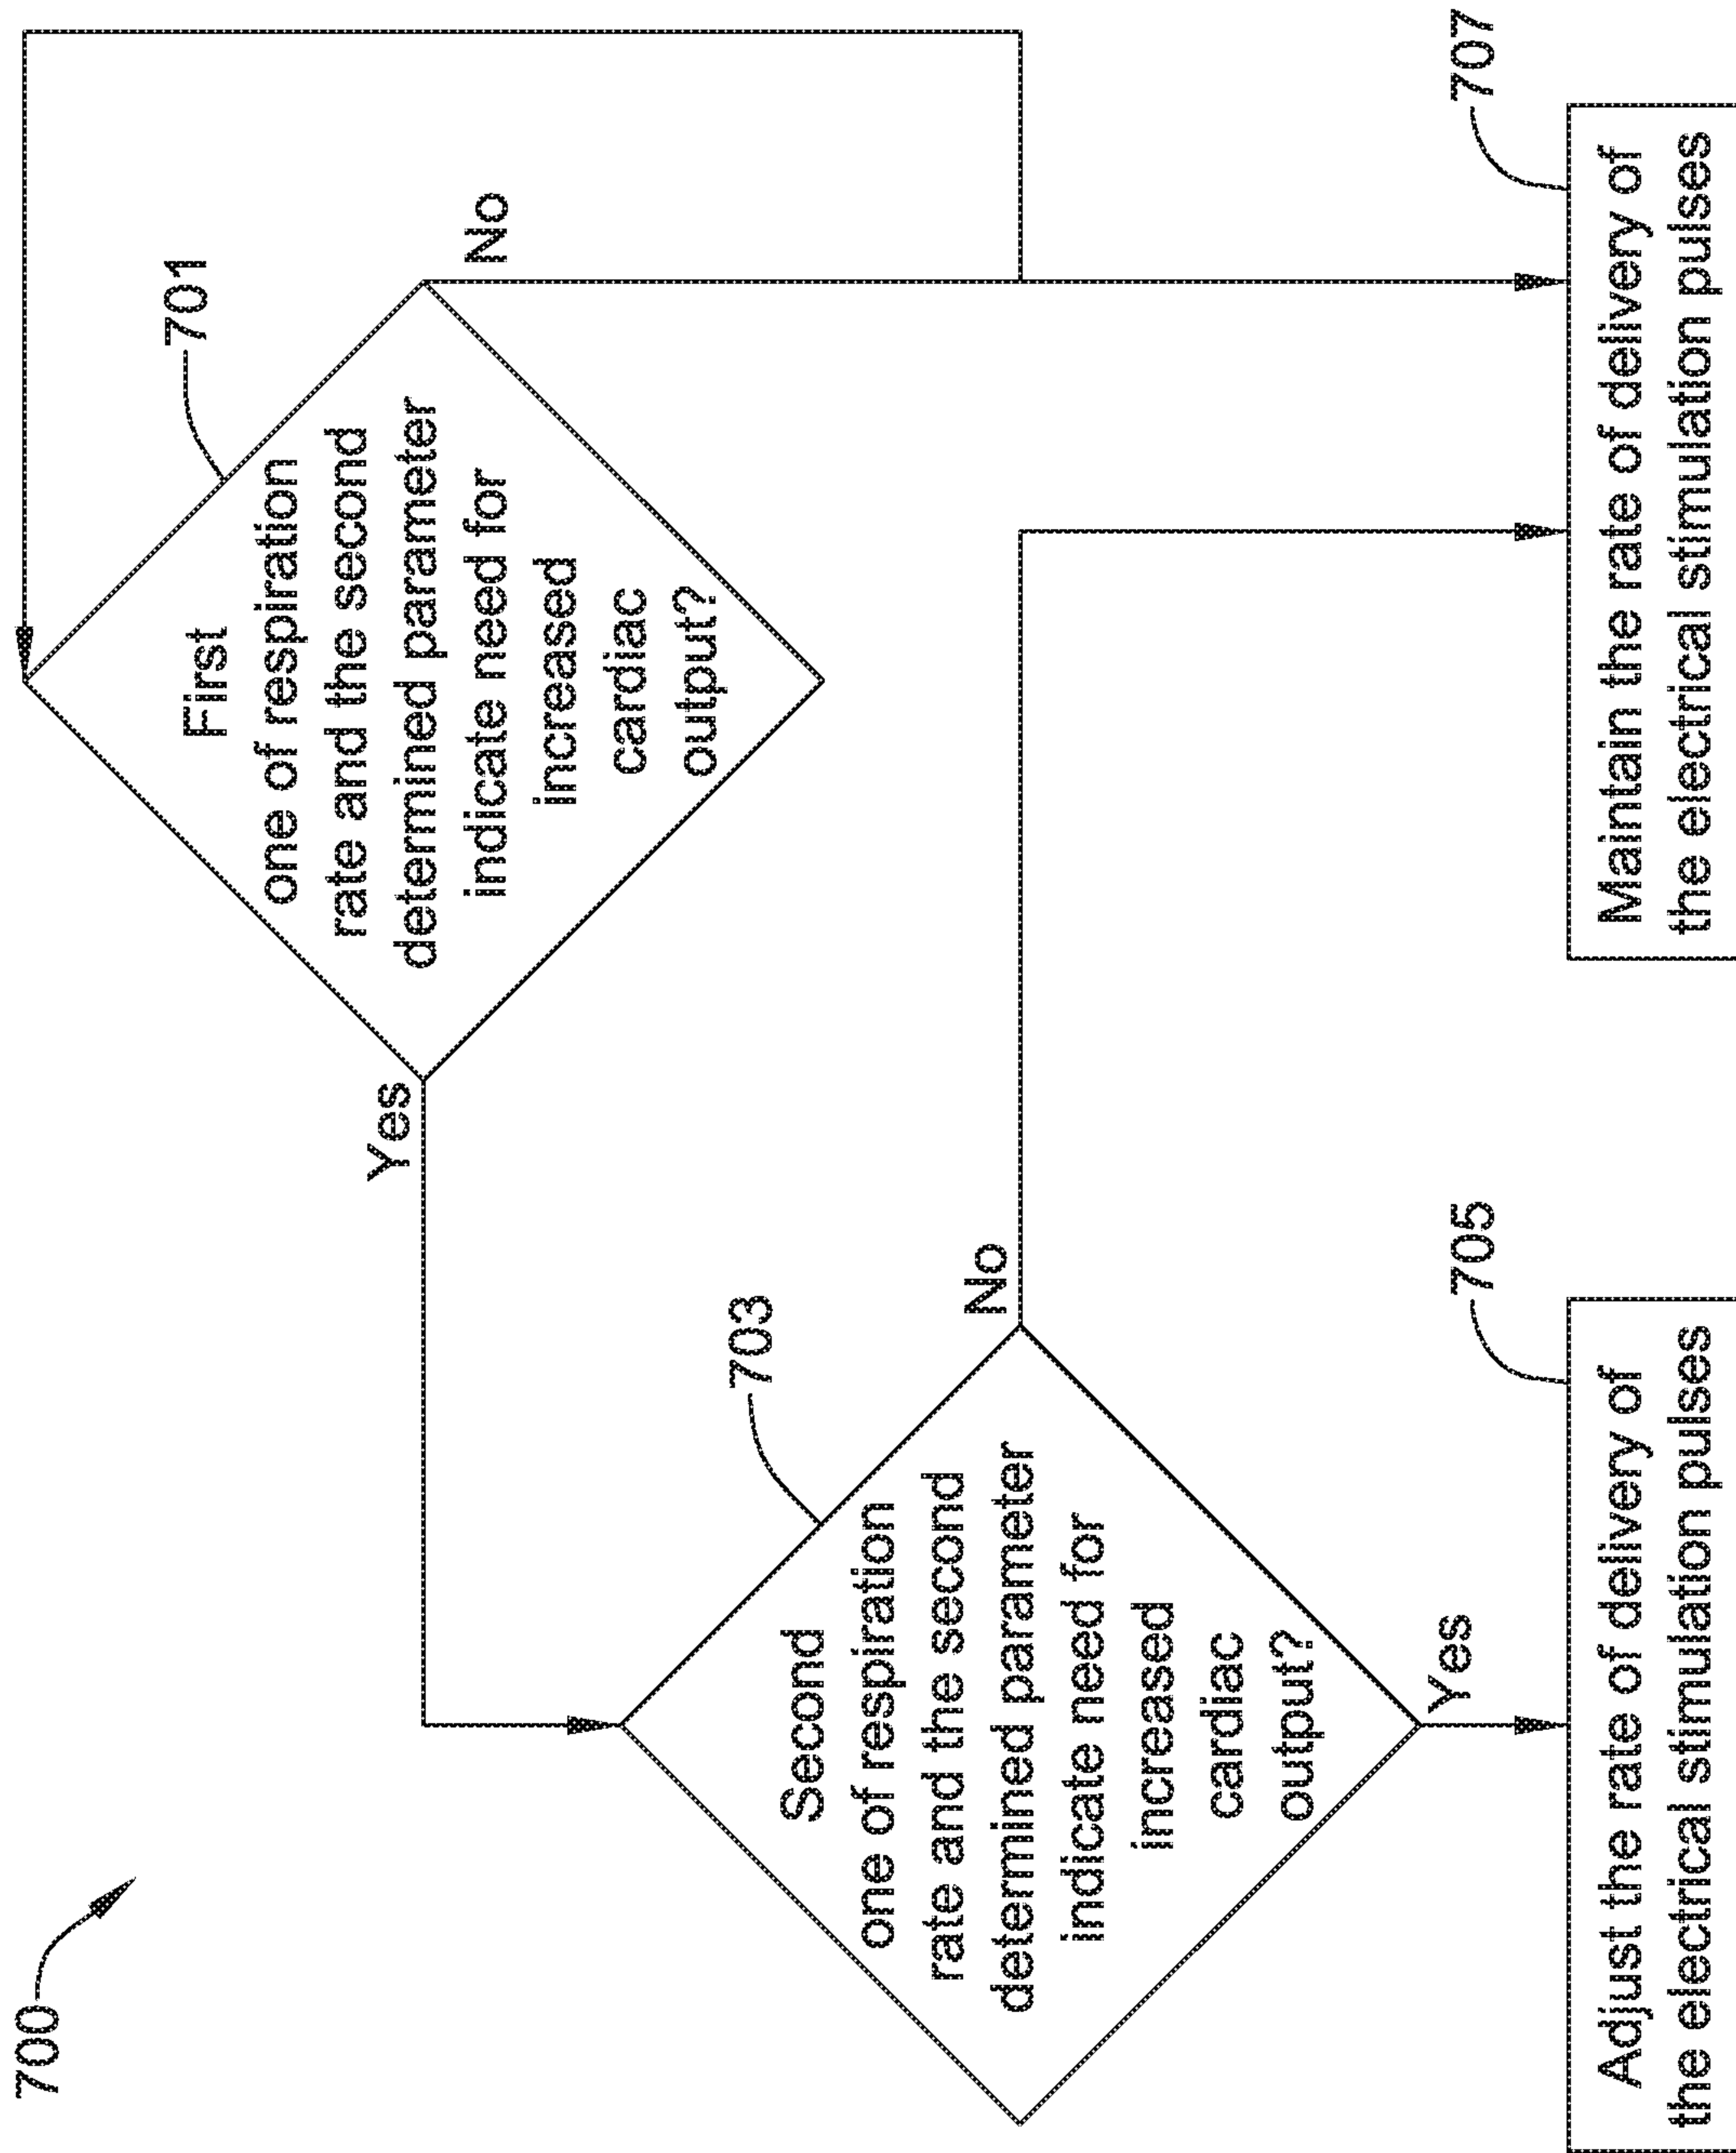 700
701
First
one of respiration
rate and the second
determined parameter
indicate need for
increased
cardiac
output?
Yes
No
703
Second
one of respiration
rate and the second
determined parameter
indicate need for
increased
cardiac
output?
No
Yes
705
Adjust the rate of delivery of
the electrical stimulation pulses
707
Maintain the rate of delivery of
the electrical stimulation pulses